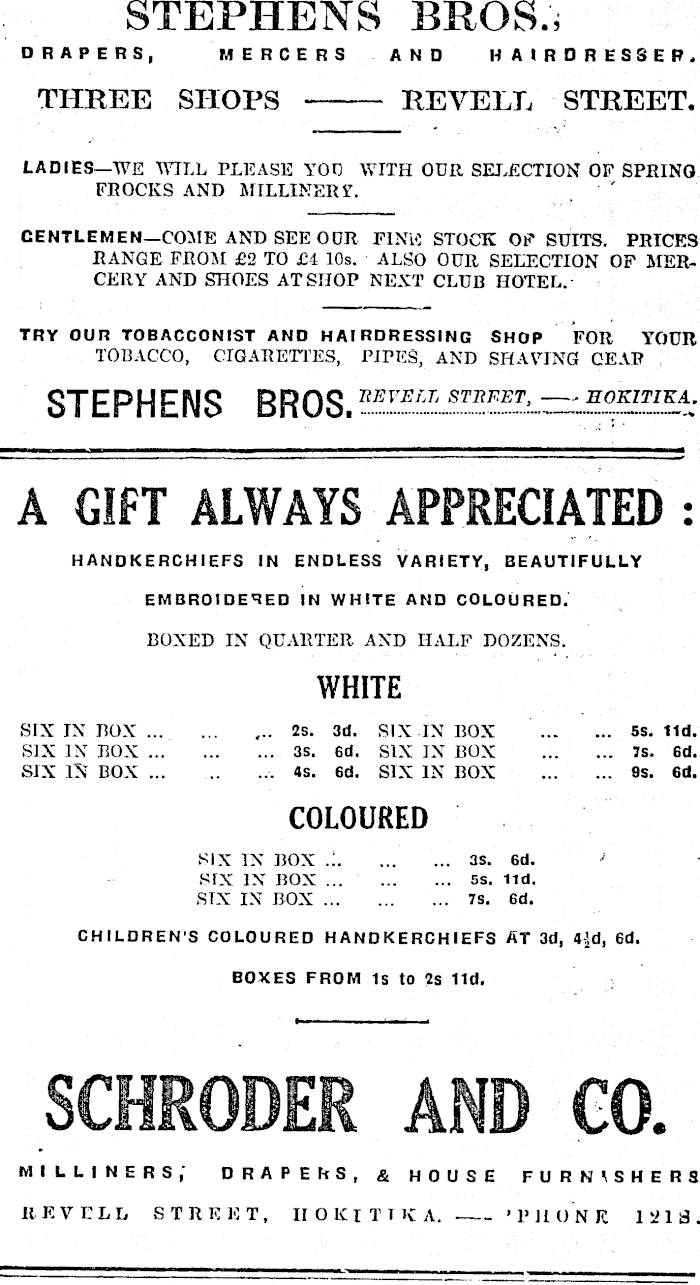 STEPHENS BROS.,
DRAPERS, MERCERS AND HAIRDRESSER.
THREE SHOPS —— REVELL STREET.
LADIES—WE WILL PLEASE YOU WITH OUR SELECTION OF SPRING
FROCKS AND MILLINERY.
GENTLEMEN—COME AND SEE OUR FINE STOCK OF SUITS. PRICES
RANGE FROM £2 TO £4 10s. ALSO OUR SELECTION OF MER-
CERY AND SHOES AT SHOP NEXT CLUB HOTEL.
TRY OUR TOBACCONIST AND HAIRDRESSING SHOP FOR YOUR
TOBACCO, CIGARETTES, PIPES, AND SHAVING GEAR
STEPHENS BROS. REVELL STREET, —— HOKITIKA.
A GIFT ALWAYS APPRECIATED :
HANDKERCHIEFS IN ENDLESS VARIETY, BEAUTIFULLY
EMBROIDERED IN WHITE AND COLOURED.
BOXED IN QUARTER AND HALF DOZENS.
WHITE
SIX IN BOX ... ... ... 2s. 3d. SIX IN BOX ... ... 5s. 11d.
SIX IN BOX ... ... ... 3s. 6d. SIX IN BOX ... ... 7s. 6d.
SIX IN BOX ... ... ... 4s. 6d. SIX IN BOX ... ... 9s. 6d.
COLOURED
SIX IN BOX ... ... ... 3s. 6d.
SIX IN BOX ... ... ... 5s. 11d.
SIX IN BOX ... ... ... 7s. 6d.
CHILDREN'S COLOURED HANDKERCHIEFS AT 3d, 4½d, 6d.
BOXES FROM 1s to 2s 11d.
SCHRODER AND CO.
MILLINERS, DRAPERS, & HOUSE FURNISHERS
REVELL STREET, HOKITIKA. —— 'PHONE 121S.